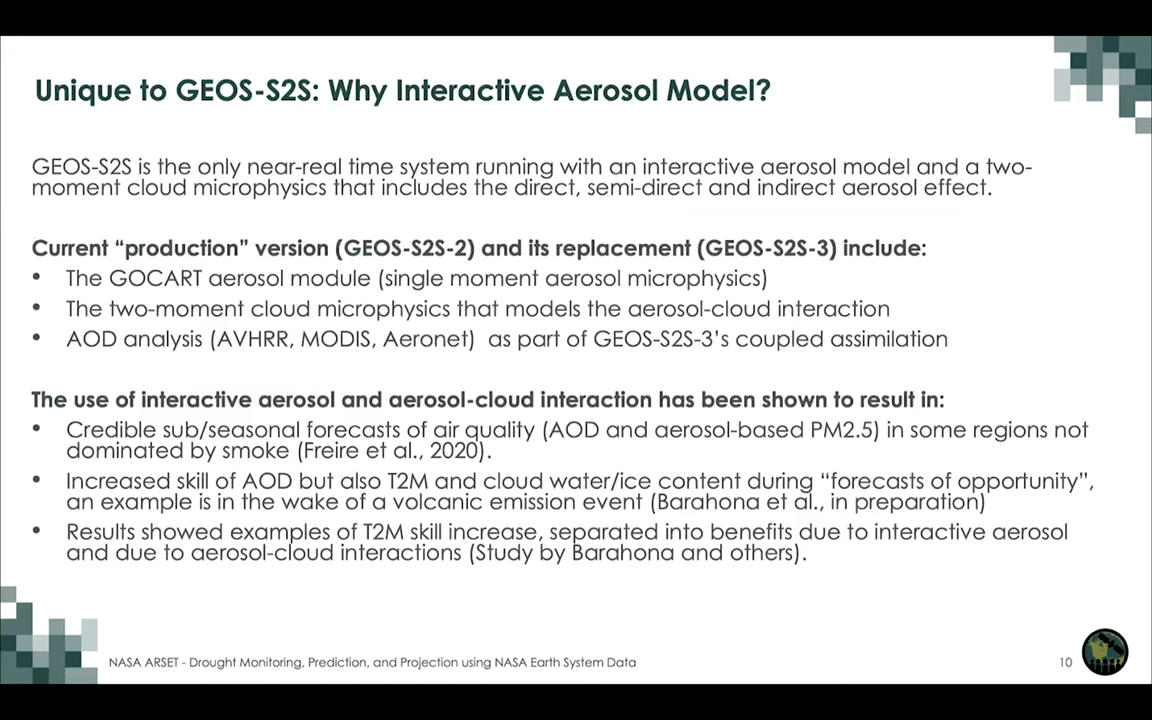 Unique to GEOS-S2S: Why Interactive Aerosol Model?
GEOS-S2S is the only near-real time system running with an interactive aerosol model and a two-
moment cloud microphysics that includes the direct, semi-direct and indirect aerosol effect.
Current “production” version (GEOS-S2S-2) and its replacement (GEOS-S2S-3) include:
• The GOCART aerosol module (single moment aerosol microphysics)
• The two-moment cloud microphysics that models the aerosol-cloud interaction
• AOD analysis (AVHRR, MODIS, Aeronet)  as part of GEOS-S2S-3’s coupled assimilation
The use of interactive aerosol and aerosol-cloud interaction has been shown to result in:
• Credible sub/seasonal forecasts of air quality (AOD and aerosol-based PM2.5) in some regions not
dominated by smoke (Freire et al., 2020).
• Increased skill of AOD but also T2M and cloud water/ice content during “forecasts of opportunity”,
an example is in the wake of a volcanic emission event (Barahona et al., in preparation)
• Results showed examples of T2M skill increase, separated into benefits due to interactive aerosol
and due to aerosol-cloud interactions (Study by Barahona and others).
NASA ARSET - Drought Monitoring, Prediction, and Projection using NASA Earth System Data
10